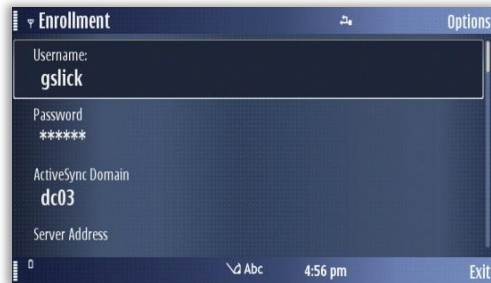 Enrollment
Options
Username:
gslick
Password
******
ActiveSync Domain
dc03
Server Address
Abc
4:56 pm
Exit